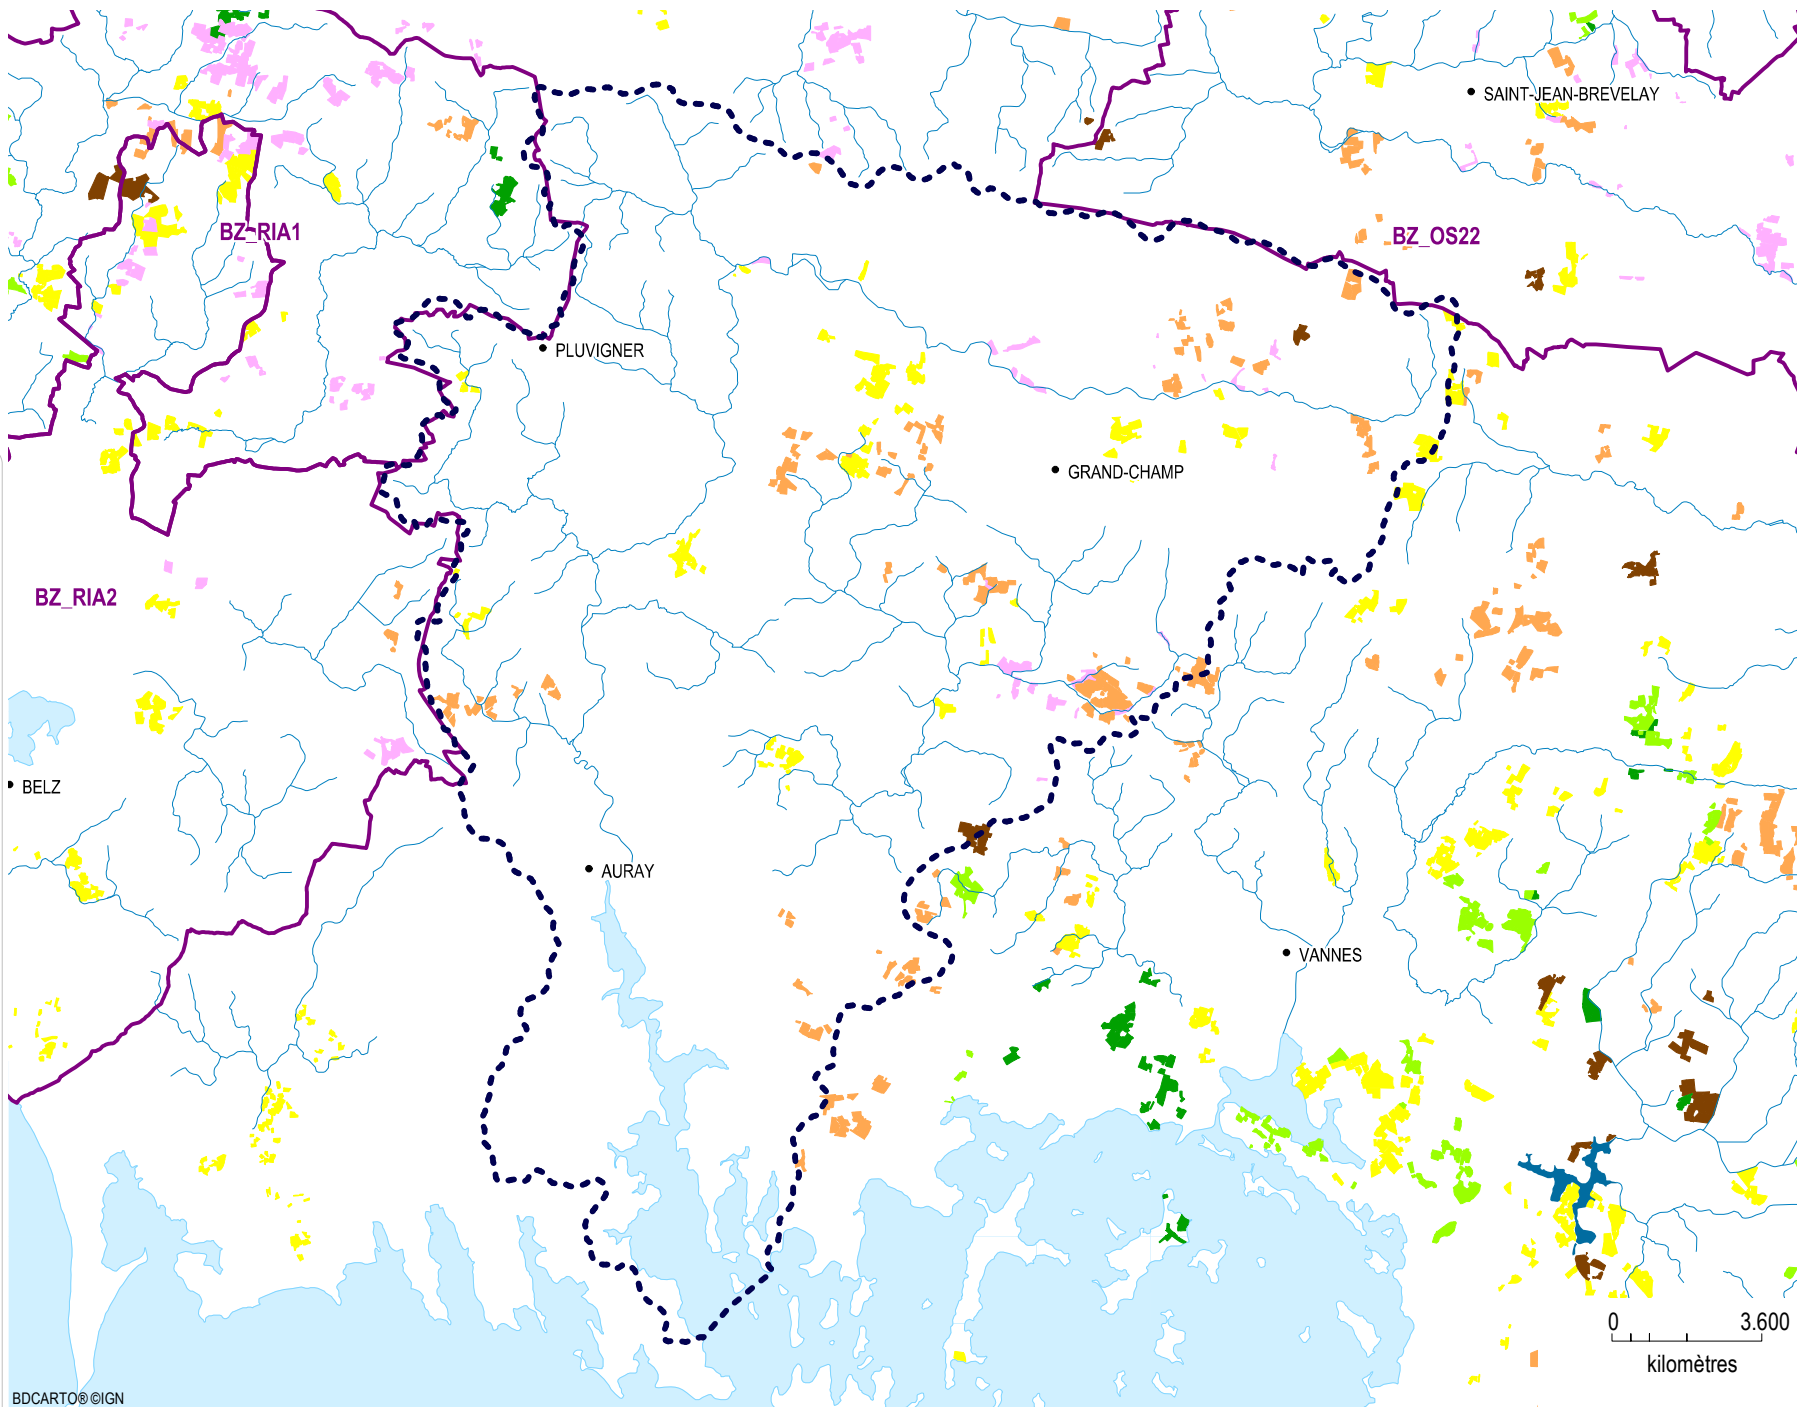 SAINT-JEAN-BREVELAY
BZ_RIA1
BZ_OS22
PLUVIGNER
GRAND-CHAMP
BZ_RIA2
BELZ
AURAY
VANNES
0 3.600
kilomètres
BDCARTO® ©IGN